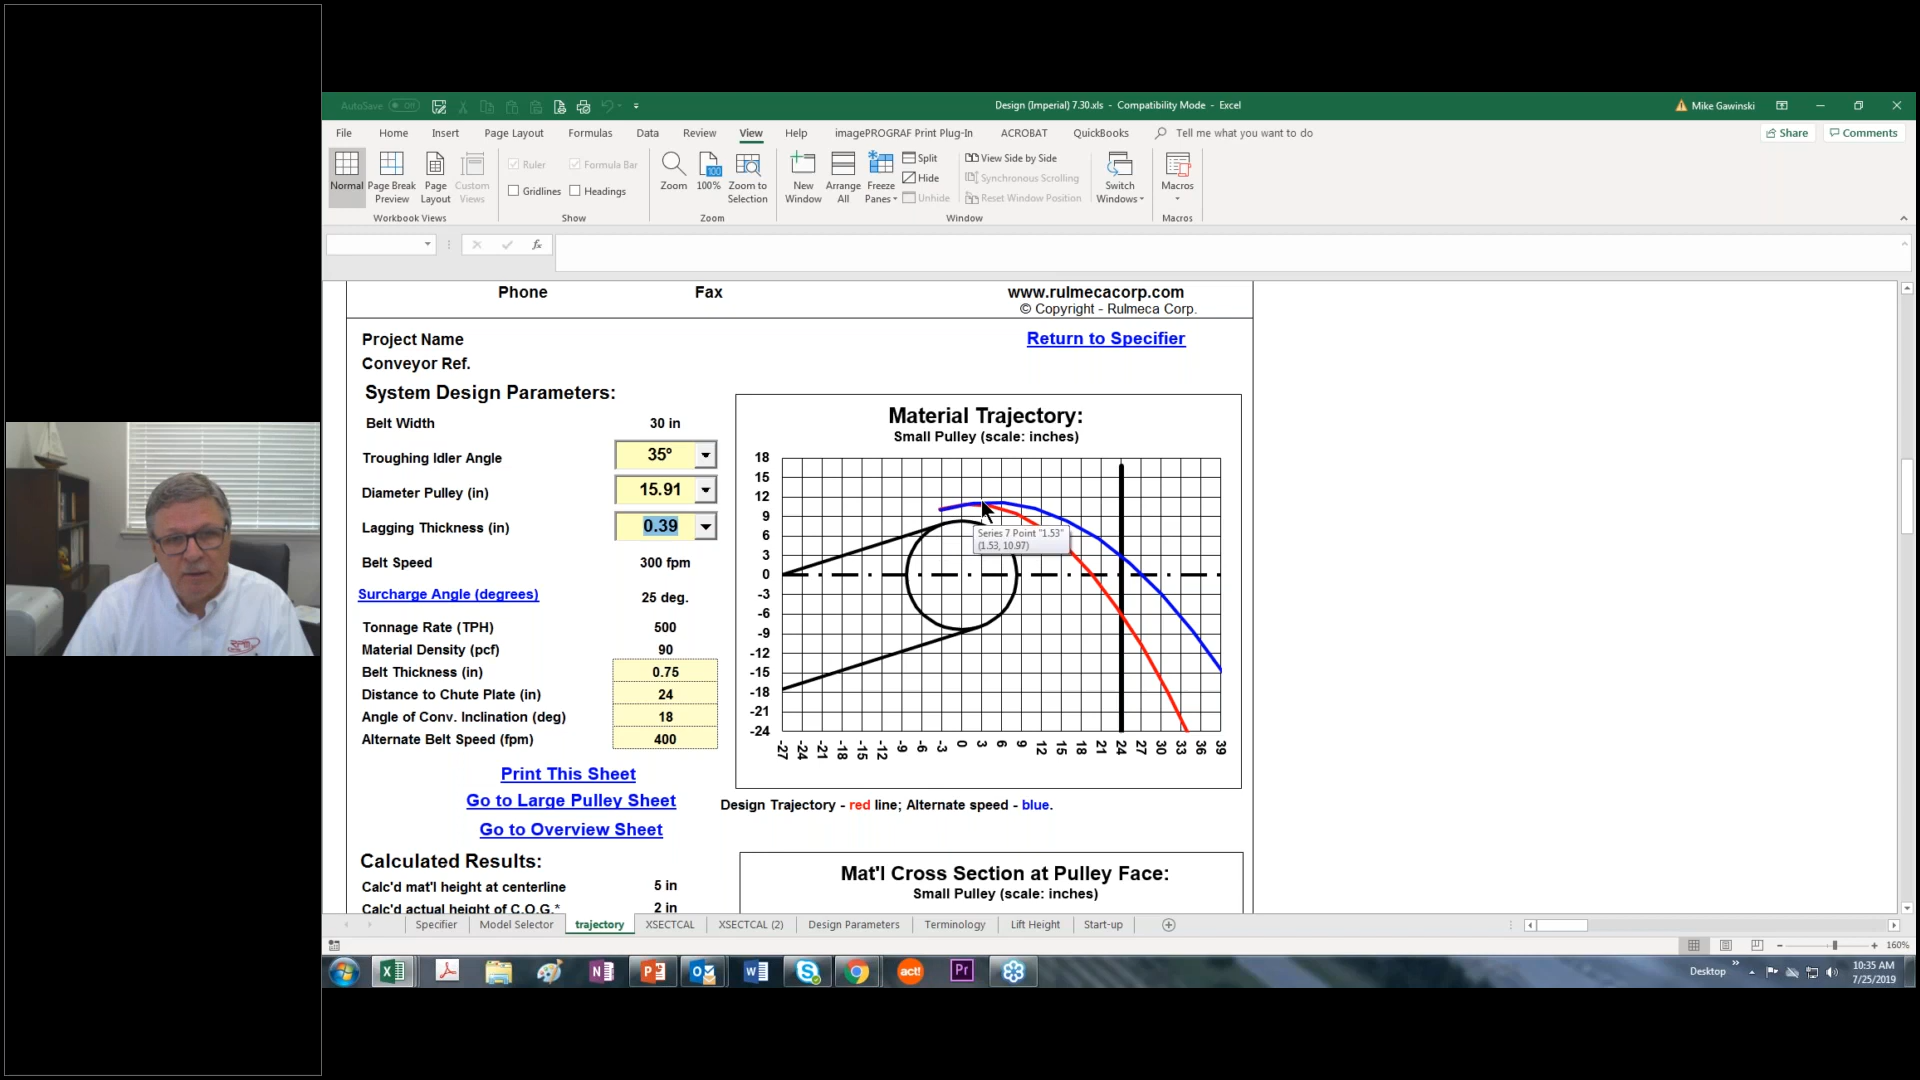 AutoSave Off
Design (Imperial) 7.30.xls - Compatibility Mode - Excel
Mike Gawinski
File Home Insert Page Layout Formulas Data Review View Help imagePROGRAF Print Plug-In ACROBAT QuickBooks Tell me what you want to do Share Comments
Normal
Page Break Preview
Page Layout
Custom Views
Workbook Views
Ruler
Formula Bar
Gridlines
Headings
Show
Zoom
100%
Zoom to Selection
Zoom
New Window
Arrange All
Freeze Panes
Split
Hide
Unhide
View Side by Side
Synchronous Scrolling
Reset Window Position
Window
Switch Windows
Macros
Macros
fx
Phone Fax www.rulmecacorp.com
© Copyright - Rulmeca Corp.
Project Name
Return to Specifier
Conveyor Ref.
System Design Parameters:
Belt Width 30 in
Troughing Idler Angle 35°
Diameter Pulley (in) 15.91
Lagging Thickness (in) 0.39
Belt Speed 300 fpm
Surcharge Angle (degrees) 25 deg.
Tonnage Rate (TPH) 500
Material Density (pcf) 90
Belt Thickness (in) 0.75
Distance to Chute Plate (in) 24
Angle of Conv. Inclination (deg) 18
Alternate Belt Speed (fpm) 400
Print This Sheet
Go to Large Pulley Sheet
Go to Overview Sheet
Material Trajectory:
Small Pulley (scale: inches)
18
15
12
9
6
3
0
-3
-6
-9
-12
-15
-18
-21
-24
-27 -24 -21 -18 -15 -12 -9 -6 -3 0 3 6 9 12 15 18 21 24 27 30 33 36 39
Series 7 Point "1.53"
(1.53, 10.97)
Design Trajectory - red line; Alternate speed - blue.
Calculated Results:
Calc'd mat'l height at centerline 5 in
Calc'd actual height of C.O.G.* 2 in
Mat'l Cross Section at Pulley Face:
Small Pulley (scale: inches)
Specifier Model Selector trajectory XSECTCAL XSECTCAL (2) Design Parameters Terminology Lift Height Start-up
160%
act!
Pr
Desktop
10:35 AM
7/25/2019